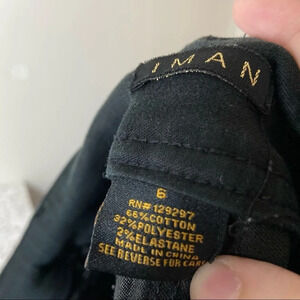 IMAN
6
RN# 129297
66%COTTON
32%POLYESTER
2%ELASTANE
MADE IN CHINA
SEE REVERSE FOR CARE